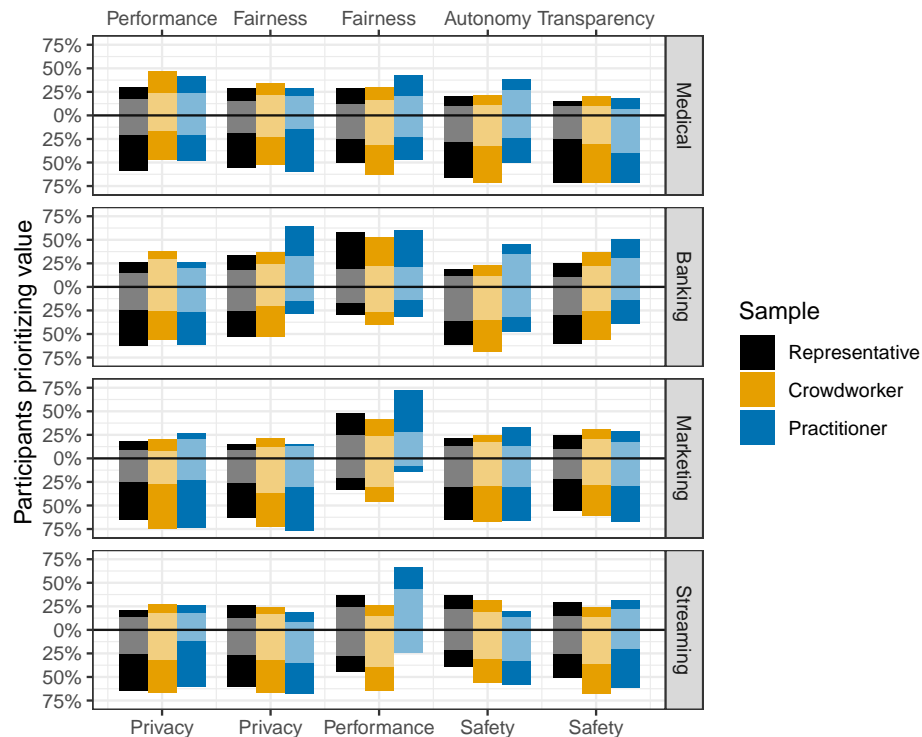 Performance Fairness Fairness Autonomy Transparency
75%
50%
25%
0%
25%
50%
75%
Medical
75%
50%
25%
0%
25%
50%
75%
Banking
75%
50%
25%
0%
25%
50%
75%
Marketing
75%
50%
25%
0%
25%
50%
75%
Streaming
Privacy Privacy Performance Safety Safety
Participants prioritizing value
Sample
Representative
Crowdworker
Practitioner